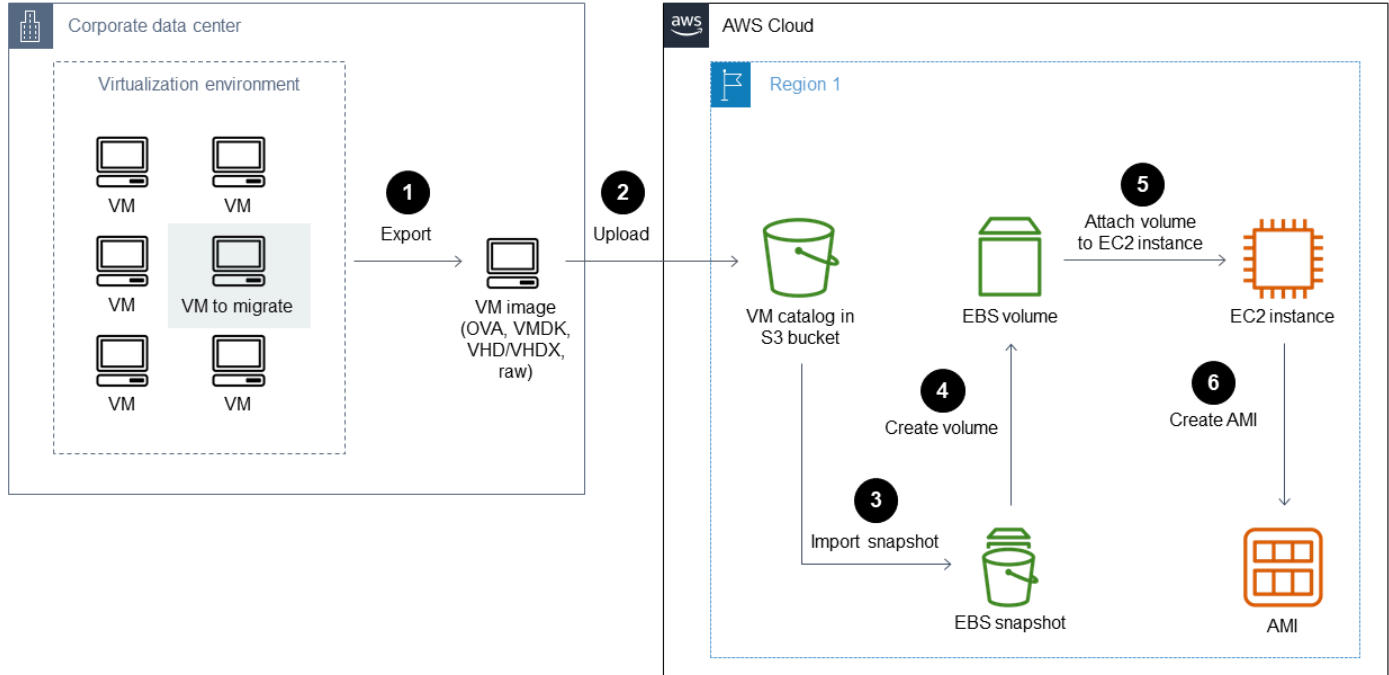 Corporate data center
Virtualization environment
VM
VM
VM
VM to migrate
VM
VM
1
Export
VM image
(OVA, VMDK,
VHD/VHDX,
raw)
2
Upload
aws
AWS Cloud
Region 1
VM catalog in
S3 bucket
3
Import snapshot
EBS snapshot
4
Create volume
EBS volume
5
Attach volume
to EC2 instance
EC2 instance
6
Create AMI
AMI